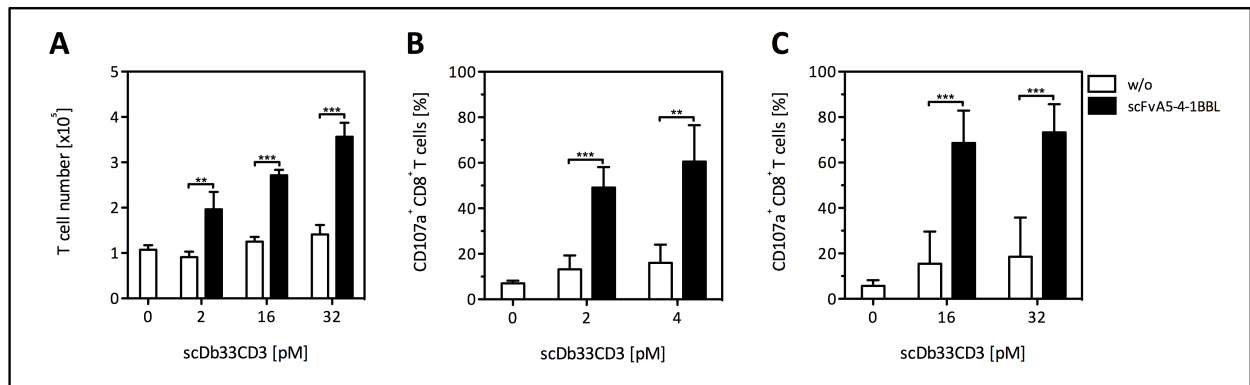 A
T cell number [x10⁵]
5
4
3
2
1
0
**
***
***
0 2 16 32
scDb33CD3 [pM]
B
CD107a⁺ CD8⁺ T cells [%]
100
80
60
40
20
0
***
**
0 2 4
scDb33CD3 [pM]
C
CD107a⁺ CD8⁺ T cells [%]
100
80
60
40
20
0
***
***
0 16 32
scDb33CD3 [pM]
w/o
scFvA5-4-1BBL